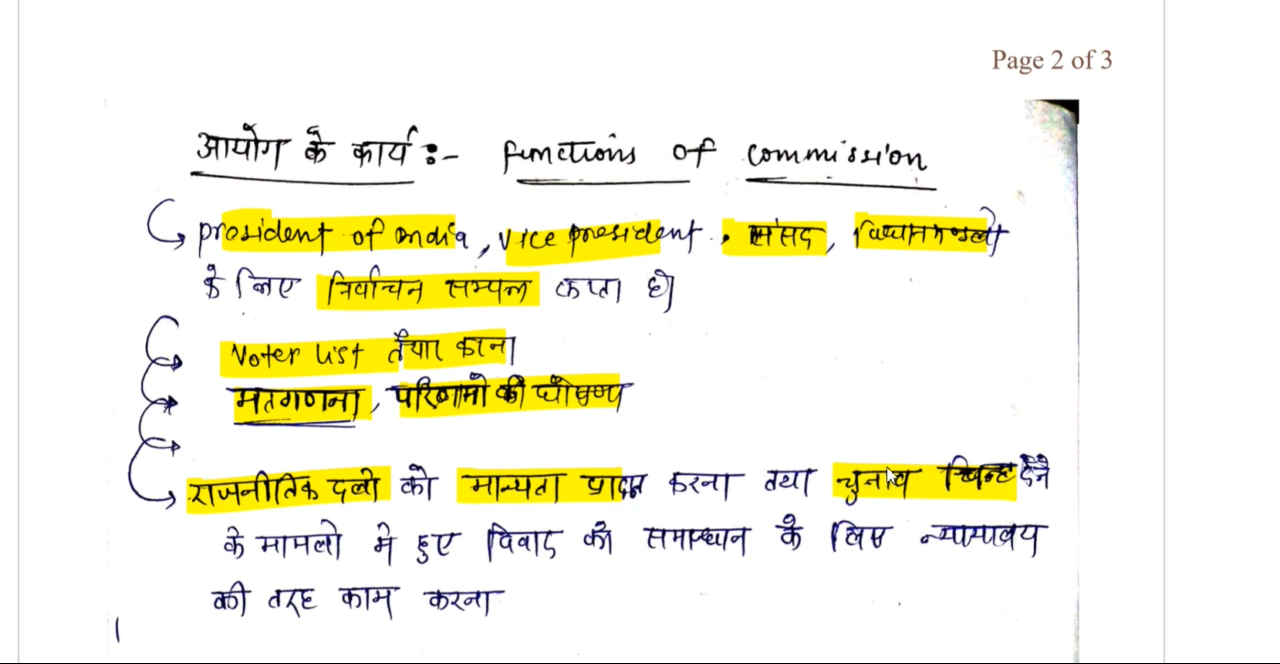 Page 2 of 3
आयोग के कार्य :- functions of commission
president of India, vice president, संसद, विधानमण्डलो
के लिए निर्वाचन सम्पन्न करता है।
Voter list तैयार करना
मतगणना, परिणामो की घोषणा
राजनीतिक दलो को मान्यता प्रदान करना तथा चुनाव चिन्ह देने
के मामलो मे हुए विवाद को समाधान के लिए न्यायालय
की तरह काम करना